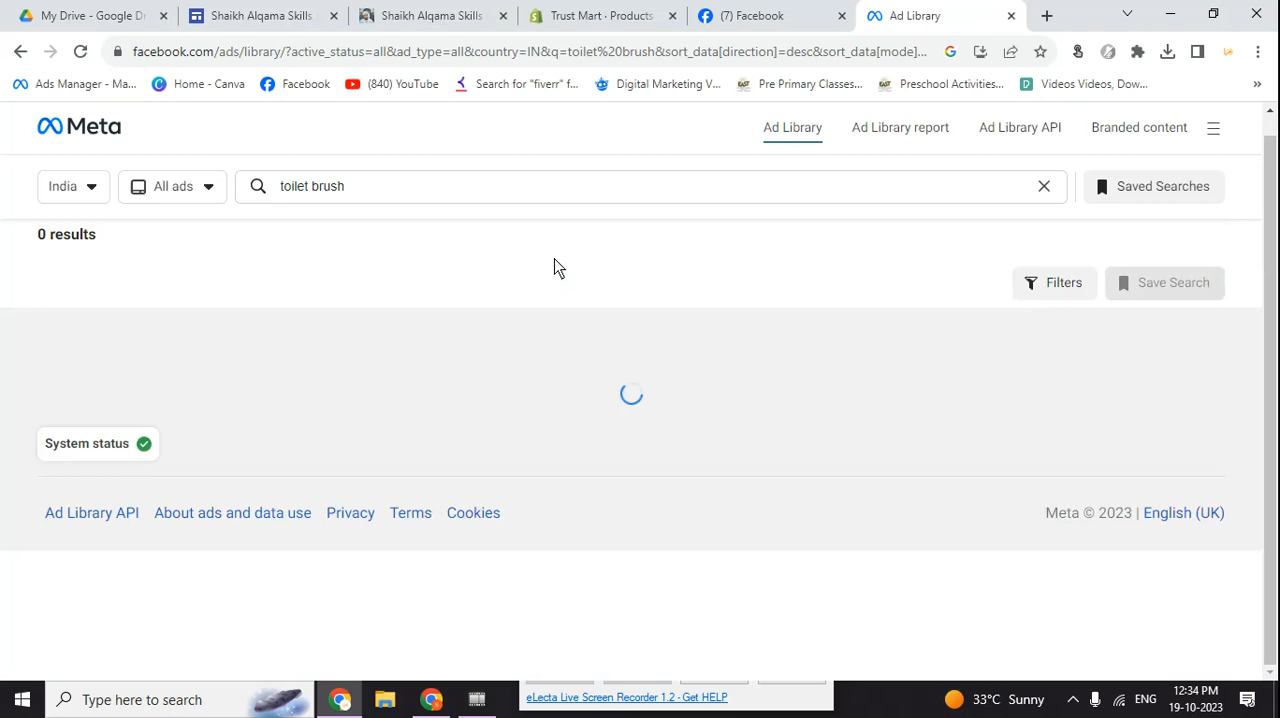 My Drive - Google D
Shaikh Alqama Skills
Shaikh Alqama Skills
Trust Mart - Products
(7) Facebook
Ad Library
facebook.com/ads/library/?active_status=all&ad_type=all&country=IN&q=toilet%20brush&sort_data[direction]=desc&sort_data[mode]...
Ads Manager - Ma...
Home - Canva
Facebook
(840) YouTube
Search for "fiverr" f...
Digital Marketing V...
Pre Primary Classes...
Preschool Activities...
Videos Videos, Dow...
»
Meta
Ad Library
Ad Library report
Ad Library API
Branded content
India
All ads
toilet brush
Saved Searches
0 results
Filters
Save Search
System status
Ad Library API
About ads and data use
Privacy
Terms
Cookies
Meta © 2023 | English (UK)
Type here to search
eLecta Live Screen Recorder 1.2 - Get HELP
33°C Sunny
ENG
12:34 PM
19-10-2023